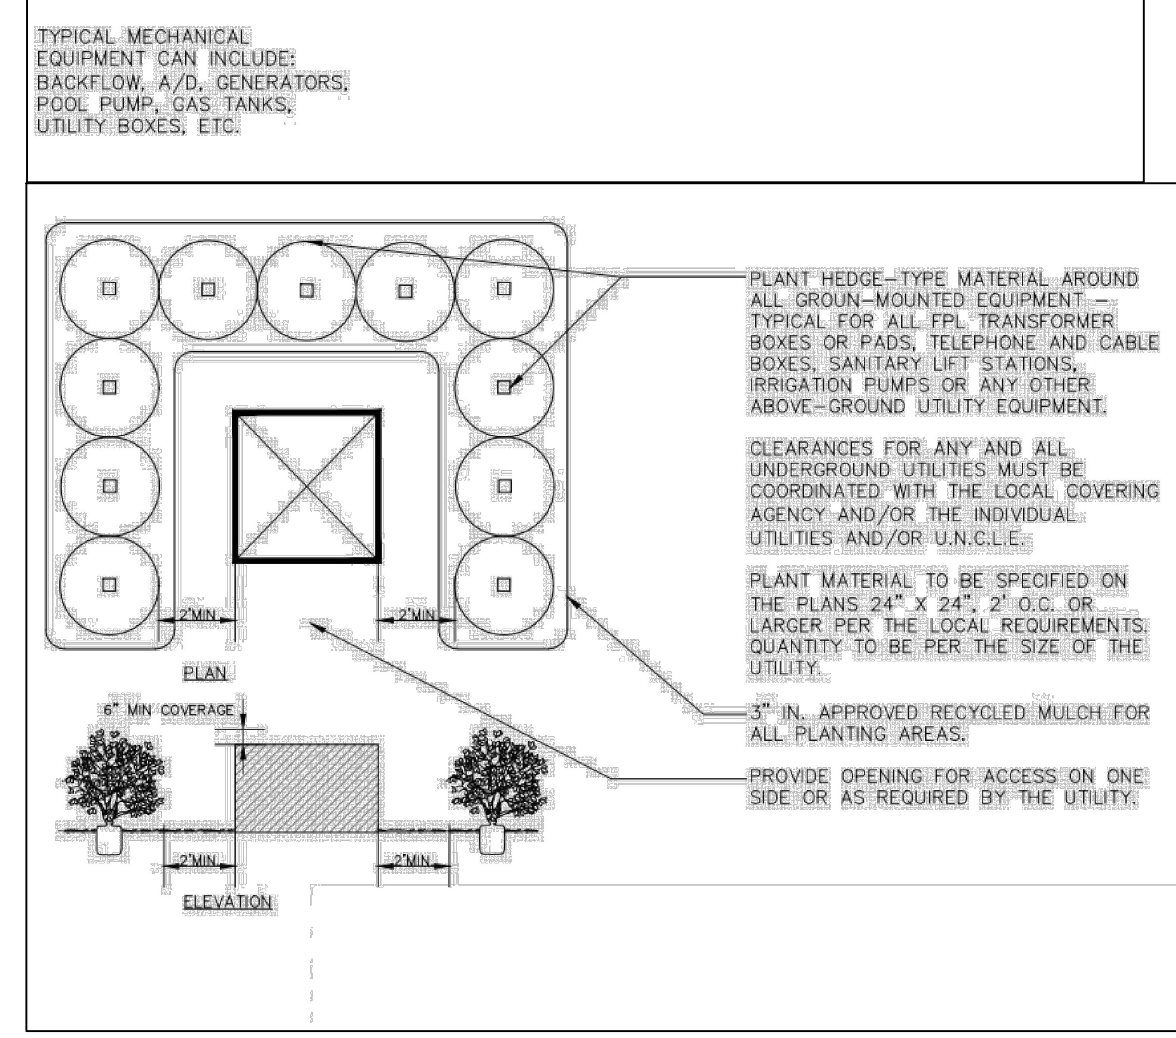 TYPICAL MECHANICAL
EQUIPMENT CAN INCLUDE:
BACKFLOW, A/D, GENERATORS,
POOL PUMP, GAS TANKS,
UTILITY BOXES, ETC.
PLANT HEDGE-TYPE MATERIAL AROUND
ALL GROUN-MOUNTED EQUIPMENT -
TYPICAL FOR ALL FPL TRANSFORMER
BOXES OR PADS, TELEPHONE AND CABLE
BOXES, SANITARY LIFT STATIONS,
IRRIGATION PUMPS OR ANY OTHER
ABOVE-GROUND UTILITY EQUIPMENT.
CLEARANCES FOR ANY AND ALL
UNDERGROUND UTILITIES MUST BE
COORDINATED WITH THE LOCAL COVERING
AGENCY AND/OR THE INDIVIDUAL
UTILITIES AND/OR U.N.C.L.E.
PLANT MATERIAL TO BE SPECIFIED ON
THE PLANS 24" X 24", 2' O.C. OR
LARGER PER THE LOCAL REQUIREMENTS.
QUANTITY TO BE PER THE SIZE OF THE
UTILITY.
3" IN. APPROVED RECYCLED MULCH FOR
ALL PLANTING AREAS.
PROVIDE OPENING FOR ACCESS ON ONE
SIDE OR AS REQUIRED BY THE UTILITY.
2'MIN. 2'MIN.
PLAN
6" MIN COVERAGE
2'MIN. 2'MIN.
ELEVATION